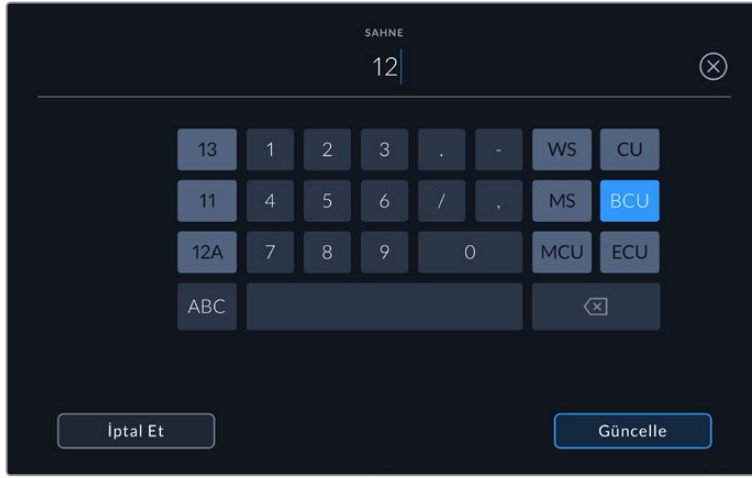 SAHNE
12
13 1 2 3 . - WS CU
11 4 5 6 / , MS BCU
12A 7 8 9 0 MCU ECU
ABC
İptal Et Güncelle